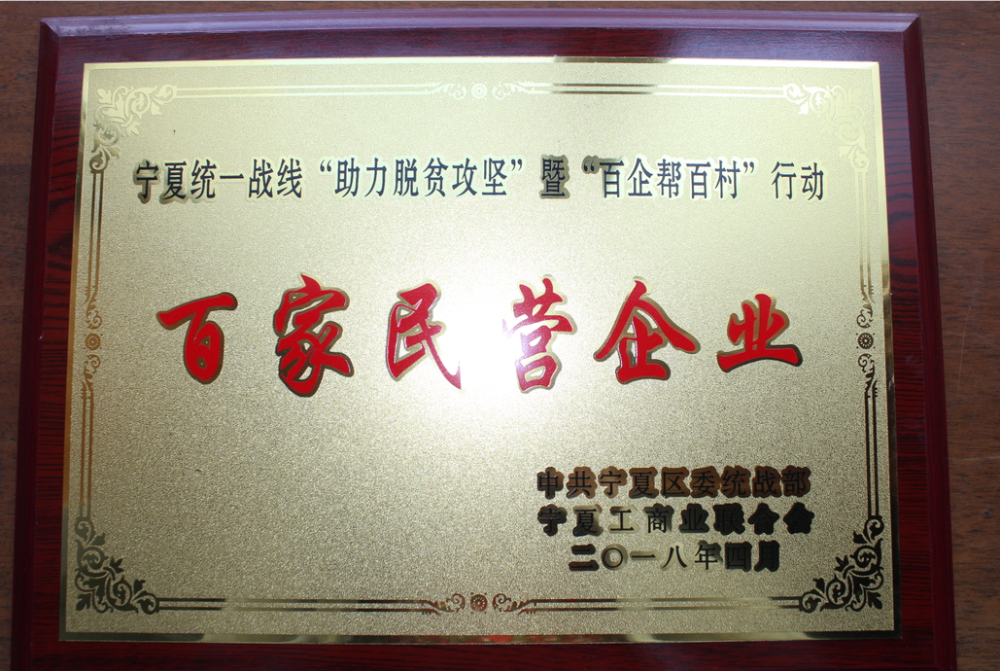 宁夏统一战线“助力脱贫攻坚”暨“百企帮百村”行动
百家民营企业
中共宁夏区委统战部
宁夏工商业联合会
二〇一八年四月